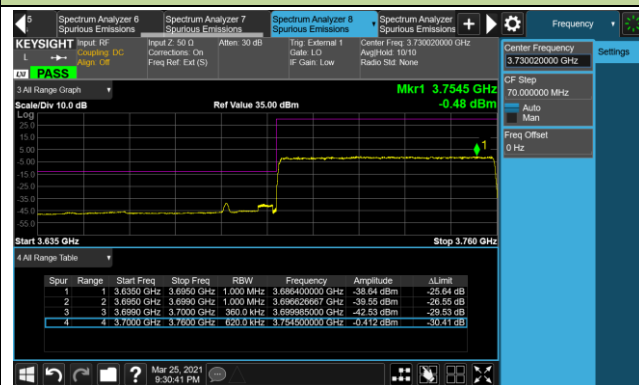 5
Spectrum Analyzer 6
Spurious Emissions
Spectrum Analyzer 7
Spurious Emissions
Spectrum Analyzer 8
Spurious Emissions
Spectrum Analyzer
Spurious Emissions
Frequency
KEYSIGHT
L
LXI
PASS
Input: RF
Coupling: DC
Align: Off
Input Z: 50 Ω
Corrections: On
Freq Ref: Ext (S)
Atten: 30 dB
Trig: External 1
Gate: LO
IF Gain: Low
Center Freq: 3.730020000 GHz
Avg|Hold: 10/10
Radio Std: None
Center Frequency
3.730020000 GHz
Settings
CF Step
70.000000 MHz
Auto
Man
Freq Offset
0 Hz
3 All Range Graph
Mkr1 3.7545 GHz
Scale/Div 10.0 dB
Ref Value 35.00 dBm
-0.48 dBm
Log
25.0
15.0
5.00
-5.00
-15.0
-25.0
-35.0
-45.0
-55.0
1
Start 3.635 GHz
Stop 3.760 GHz
4 All Range Table
Spur Range Start Freq Stop Freq RBW Frequency Amplitude ΔLimit
1 1 3.6350 GHz 3.6950 GHz 1.000 MHz 3.686400000 GHz -38.64 dBm -25.64 dB
2 2 3.6950 GHz 3.6990 GHz 1.000 MHz 3.696626667 GHz -39.55 dBm -26.55 dB
3 3 3.6990 GHz 3.7000 GHz 360.0 kHz 3.699985000 GHz -42.53 dBm -29.53 dB
4 4 3.7000 GHz 3.7600 GHz 620.0 kHz 3.754500000 GHz -0.412 dBm -30.41 dB
Mar 25, 2021
9:30:41 PM